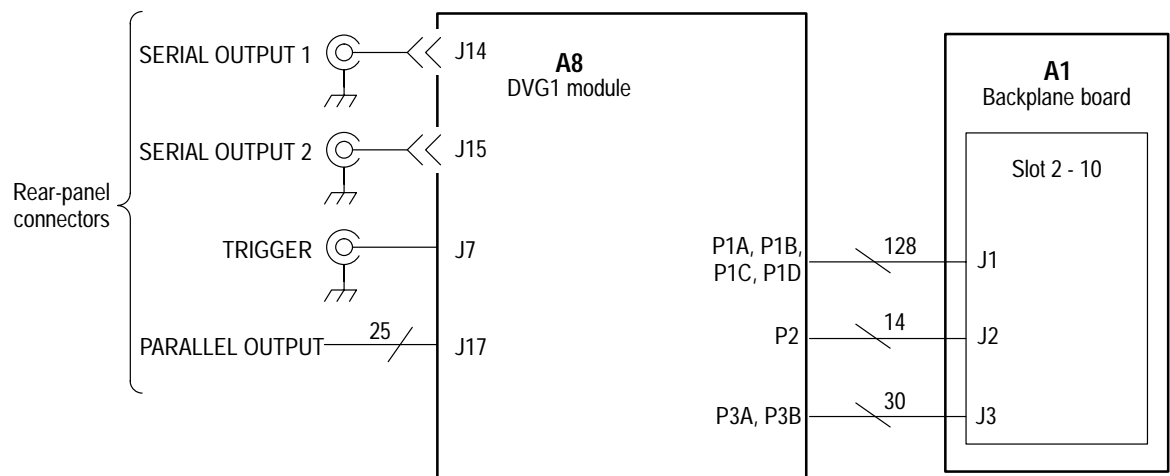 SERIAL OUTPUT 1
J14
A8
DVG1 module
A1
Backplane board
SERIAL OUTPUT 2
J15
Slot 2 - 10
Rear-panel
connectors
TRIGGER
J7
P1A, P1B,
P1C, P1D
128
J1
PARALLEL OUTPUT
25
J17
P2
14
J2
P3A, P3B
30
J3